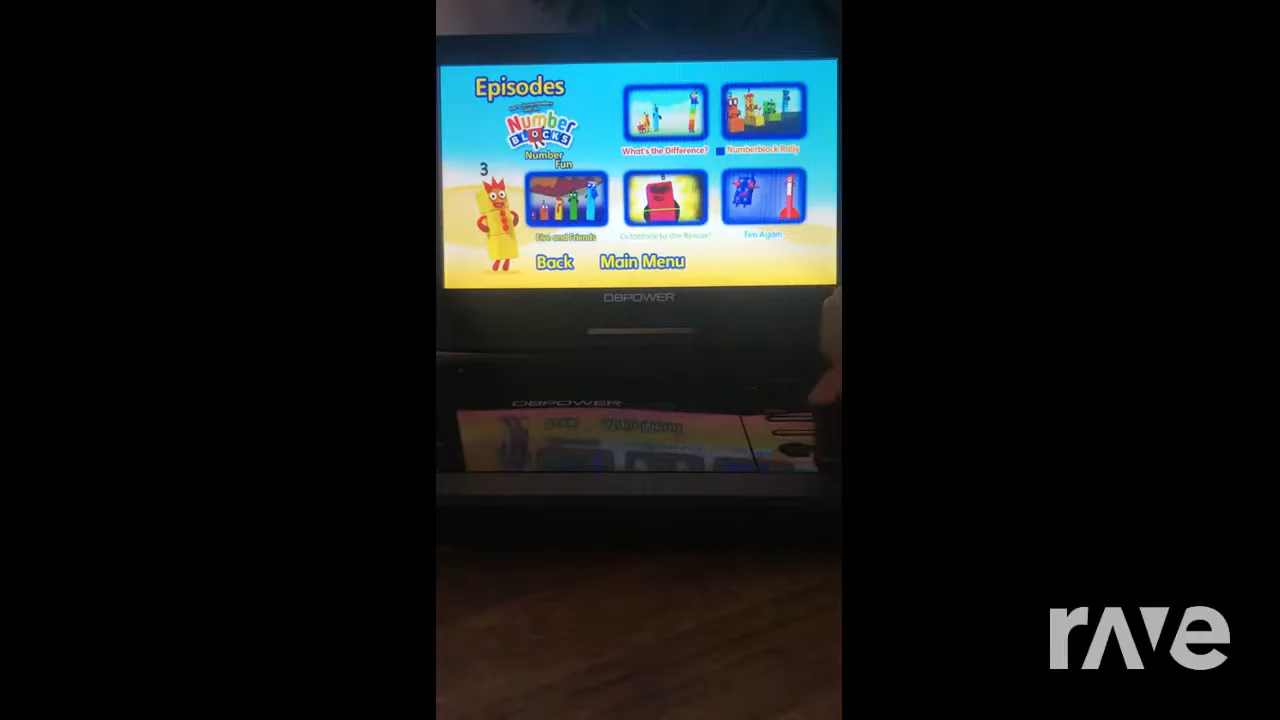 Episodes
Number
BLOCKS
Number
Fun
What's the Difference?
Numberblock Rally
3
Five and Friends
Octoblock to the Rescue!
Ten Again
Back
Main Menu
DBPOWER
DBPOWER
rave